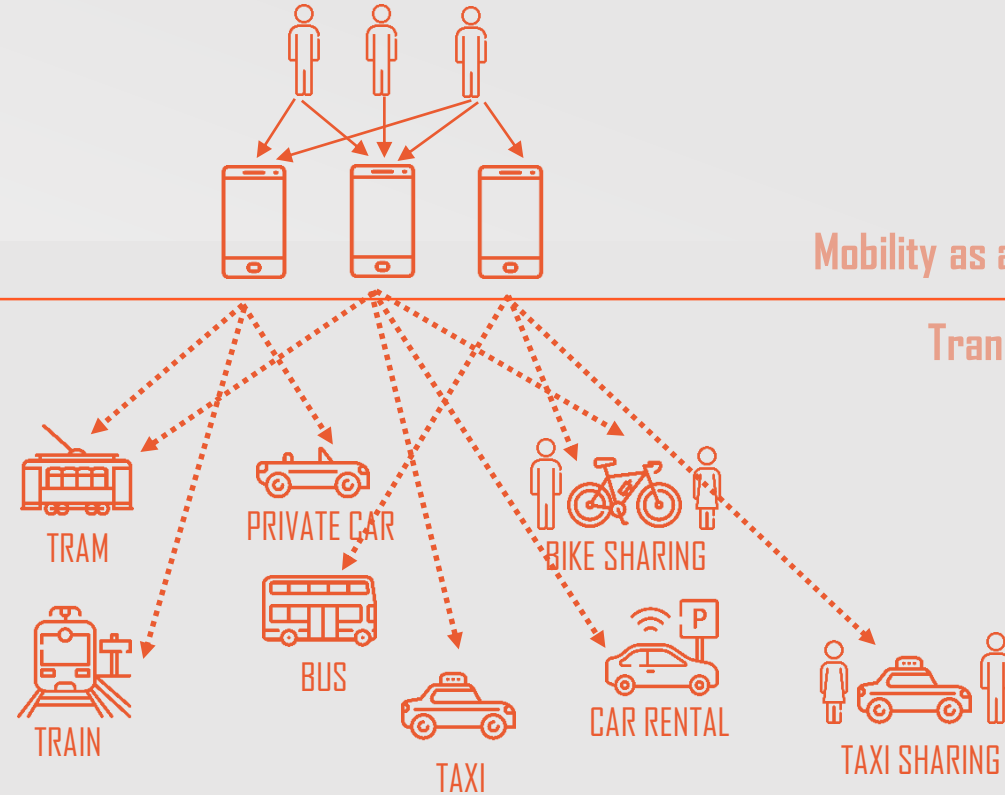 Mobility as a
Tran
TRAM
PRIVATE CAR
BIKE SHARING
P
BUS
CAR RENTAL
TRAIN
TAXI
TAXI SHARING